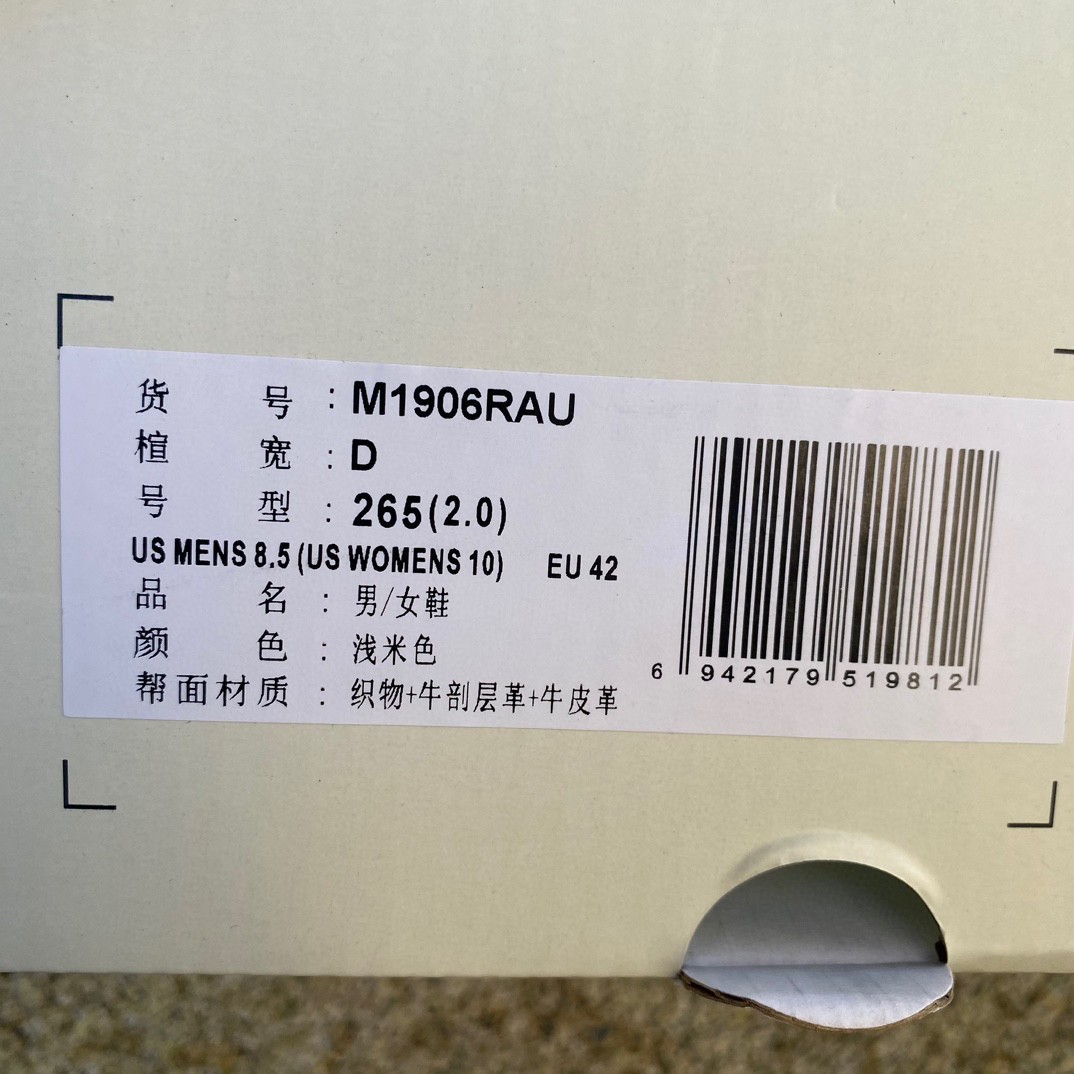 货 号 : M1906RAU
楦 宽 : D
号 型 : 265(2.0)
US MENS 8.5 (US WOMENS 10) EU 42
品 名 : 男/女鞋
颜 色 : 浅米色
帮面材质 : 织物+牛剖层革+牛皮革
6 942179 519812